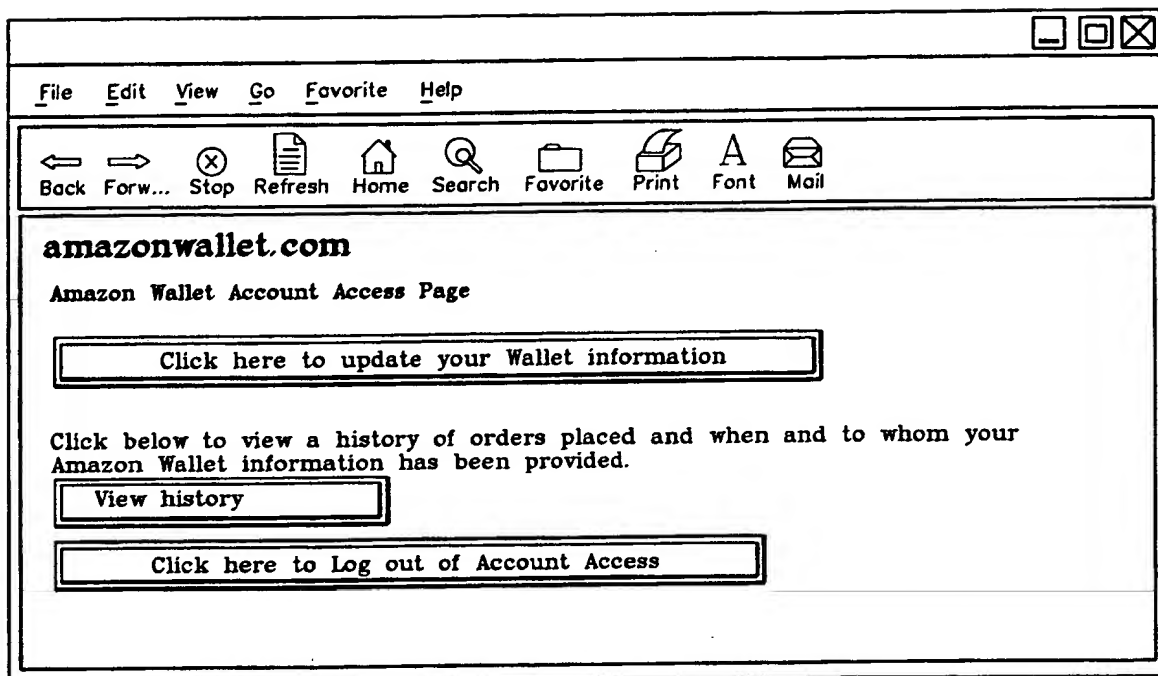 File Edit View Go Favorite Help
Back Forw... Stop Refresh Home Search Favorite Print Font Mail
amazonwallet.com
Amazon Wallet Account Access Page
Click here to update your Wallet information
Click below to view a history of orders placed and when and to whom your
Amazon Wallet information has been provided.
View history
Click here to Log out of Account Access